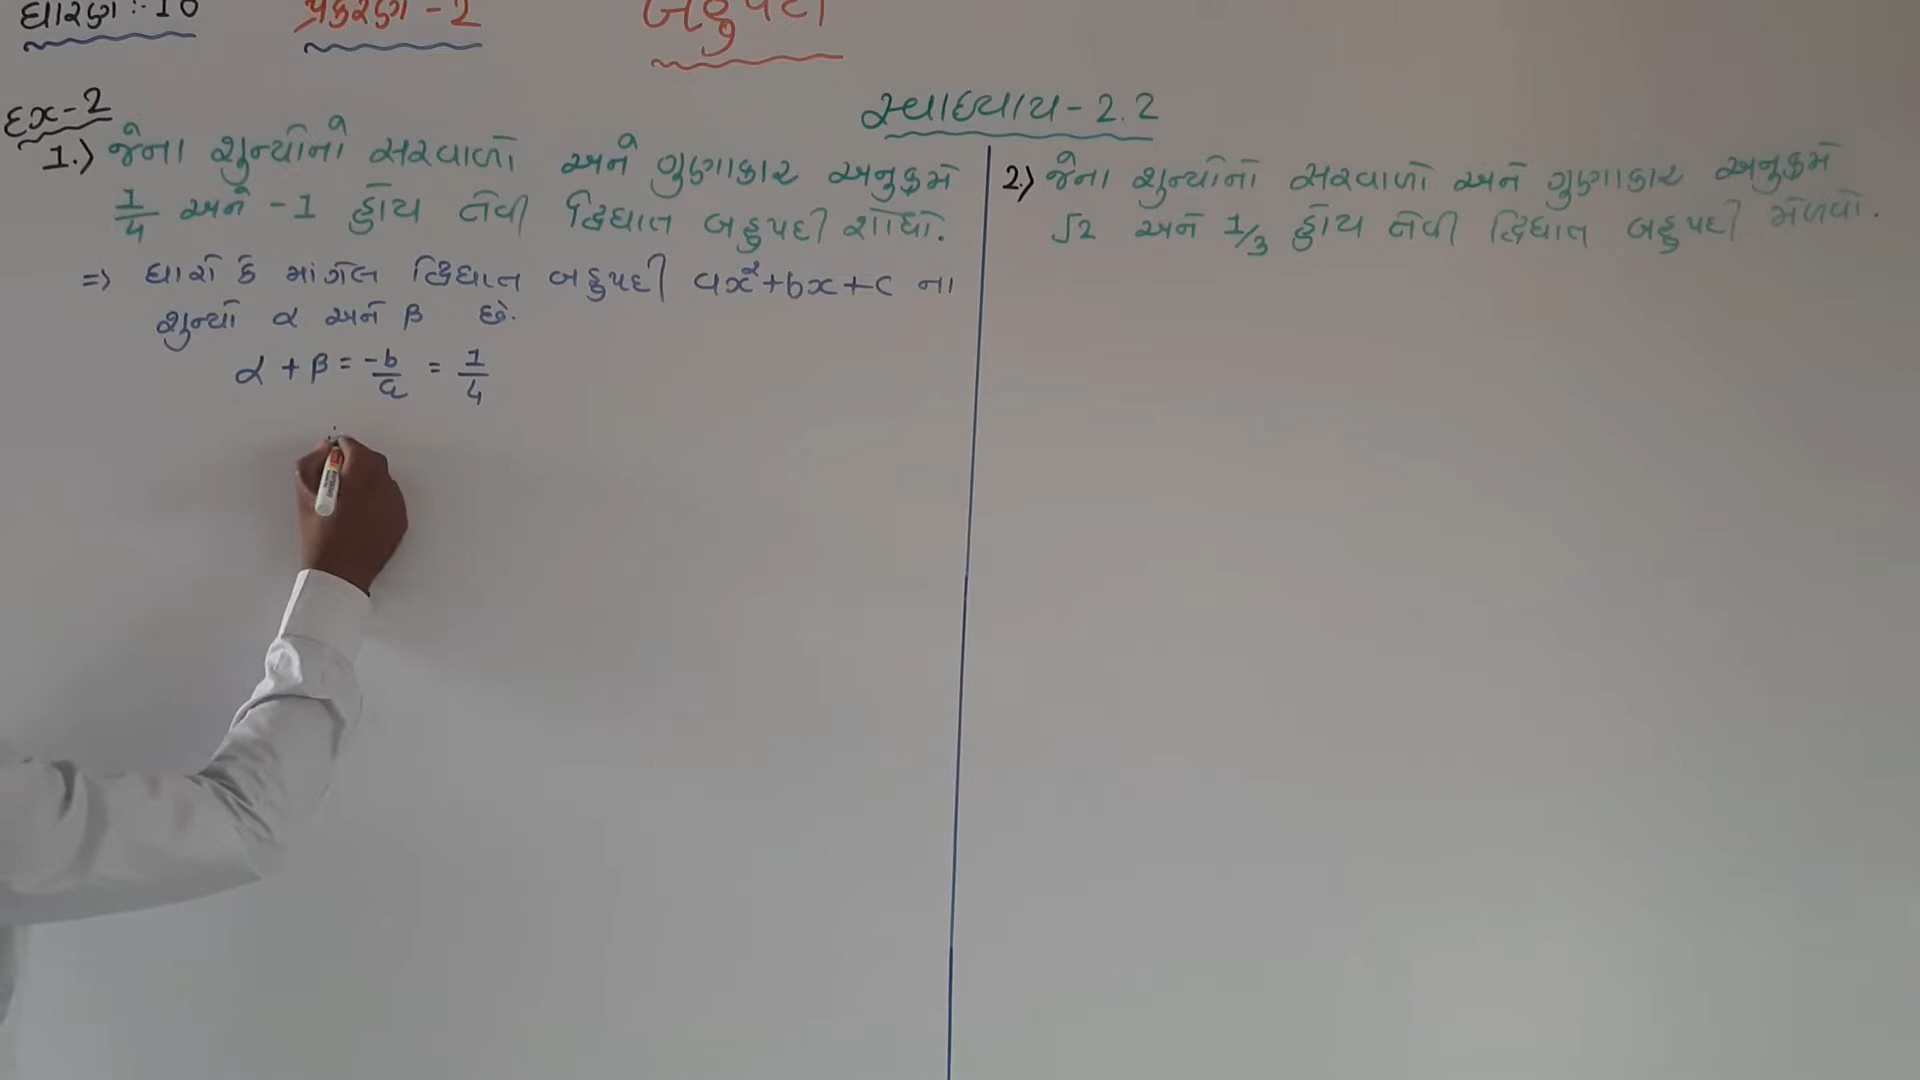 ધોરણ :- 10 પ્રકરણ - 2 બહુપદી
સ્વાધ્યાય - 2.2
Ex-2
1.) જેના શુન્યોનો સરવાળો અને ગુણાકાર અનુક્રમે
1/4 અને -1 હોય તેવી દ્વિઘાત બહુપદી શોધો.
=> ધારો કે માંગેલ દ્વિઘાત બહુપદી ax²+bx+c ના
શુન્યો α અને β છે.
α + β = -b/a = 1/4
2.) જેના શુન્યોનો સરવાળો અને ગુણાકાર અનુક્રમે
√2 અને 1/3 હોય તેવી દ્વિઘાત બહુપદી મેળવો.